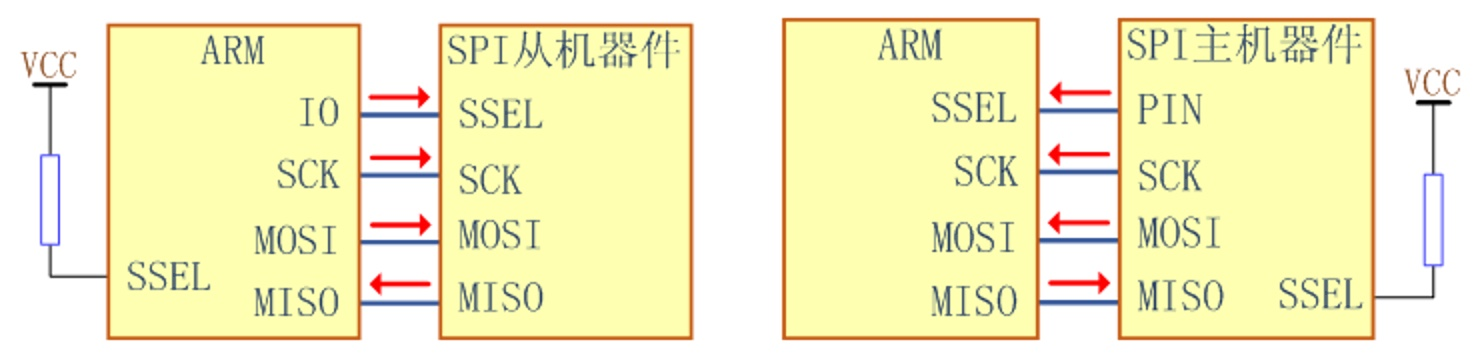 VCC
ARM
IO
SCK
MOSI
SSEL
MISO
SPI从机器件
SSEL
SCK
MOSI
MISO
ARM
SSEL
SCK
MOSI
MISO
SPI主机器件
PIN
SCK
MOSI
MISO
SSEL
VCC